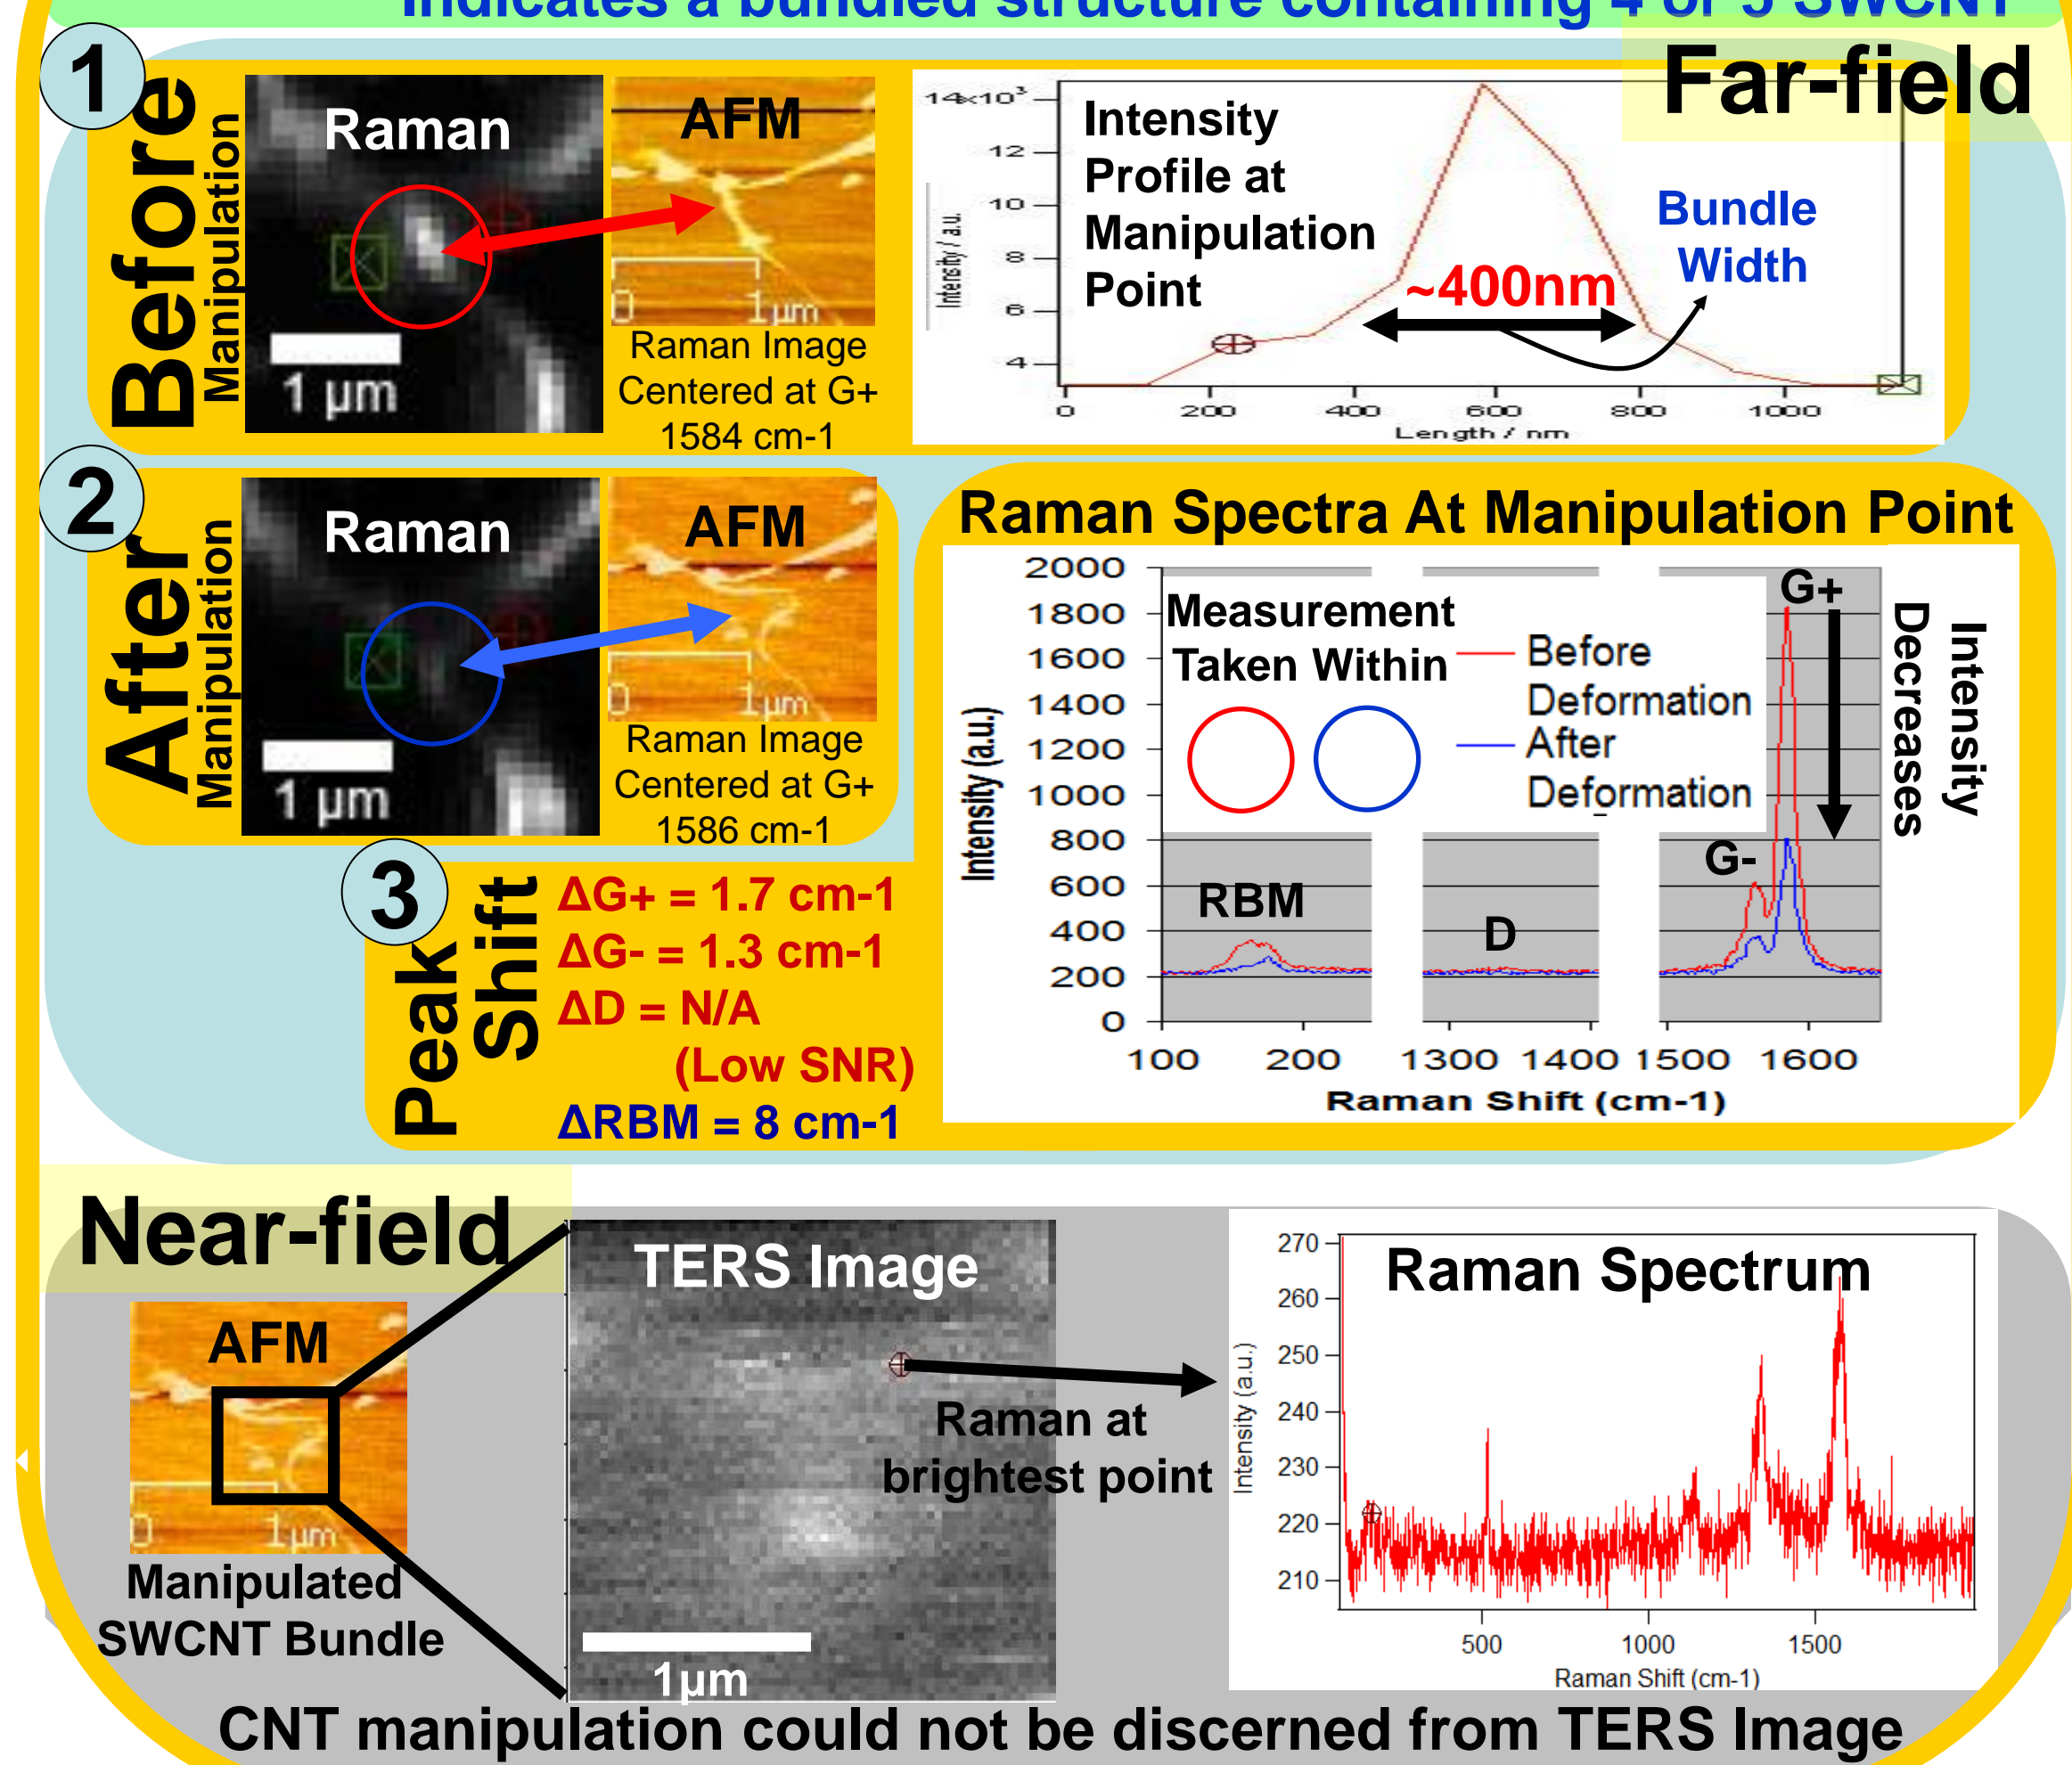 indicates a bundled structure containing 4 or 5 SWCNT
Far-field
1
Before
Manipulation
Raman
1 µm
AFM
0
1µm
Raman Image
Centered at G+
1584 cm-1
Intensity
Profile at
Manipulation
Point
~400nm
Bundle
Width
14×10³
12
10
8
6
4
Intensity / a.u.
0 200 400 600 800 1000
Length / nm
2
After
Manipulation
Raman
1 µm
AFM
0
1µm
Raman Image
Centered at G+
1586 cm-1
Raman Spectra At Manipulation Point
2000
1800
1600
1400
1200
1000
800
600
400
200
0
Intensity (a.u.)
Measurement
Taken Within
Before
Deformation
After
Deformation
G+
G-
RBM
D
Intensity
Decreases
100 200 1300 1400 1500 1600
Raman Shift (cm-1)
3
Peak
Shift
ΔG+ = 1.7 cm-1
ΔG- = 1.3 cm-1
ΔD = N/A
(Low SNR)
ΔRBM = 8 cm-1
Near-field
AFM
0
1µm
Manipulated
SWCNT Bundle
TERS Image
1µm
Raman at
brightest point
Raman Spectrum
270
260
250
240
230
220
210
Intensity (a.u.)
500 1000 1500
Raman Shift (cm-1)
CNT manipulation could not be discerned from TERS Image